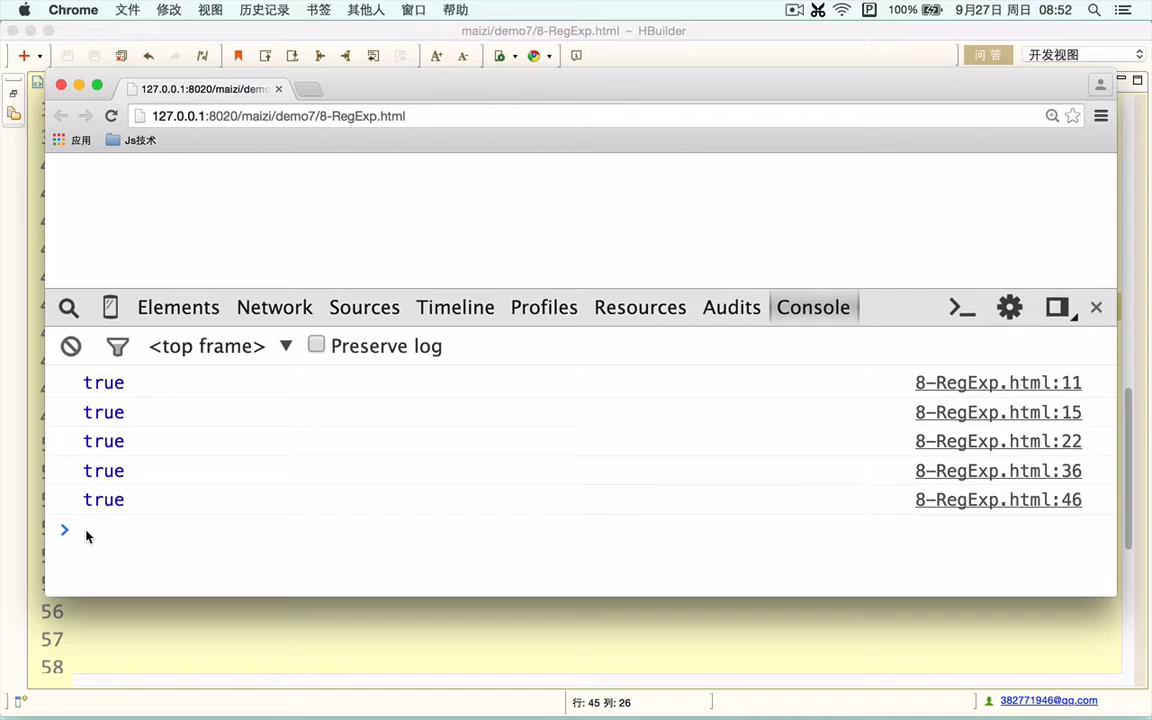 Chrome 文件 修改 视图 历史记录 书签 其他人 窗口 帮助 100% 9月27日 周日 08:52
maizi/demo7/8-RegExp.html — HBuilder
问 答 开发视图
127.0.0.1:8020/maizi/demo
127.0.0.1:8020/maizi/demo7/8-RegExp.html
应用 Js技术
Elements Network Sources Timeline Profiles Resources Audits Console
<top frame> ▼ Preserve log
true 8-RegExp.html:11
true 8-RegExp.html:15
true 8-RegExp.html:22
true 8-RegExp.html:36
true 8-RegExp.html:46
>
56
57
58
行: 45 列: 26 382771946@qq.com